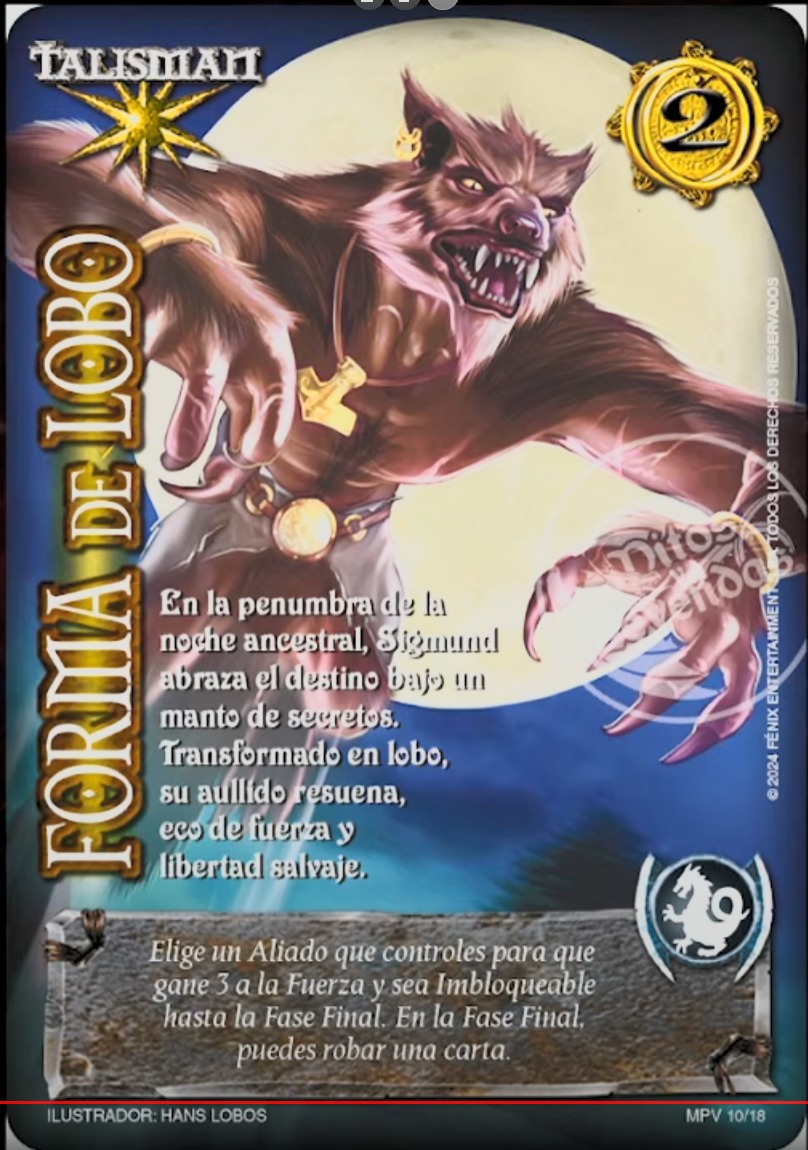 TALISMAN
2
FORMA DE LOBO
En la penumbra de la
noche ancestral, Sigmund
abraza el destino bajo un
manto de secretos.
Transformado en lobo,
su aullido resuena,
eco de fuerza y
libertad salvaje.
Elige un Aliado que controles para que
gane 3 a la Fuerza y sea Imbloqueable
hasta la Fase Final. En la Fase Final,
puedes robar una carta.
© 2024 FÉNIX ENTERTAINMENT TODOS LOS DERECHOS RESERVADOS
Mitos
Leyendas
ILUSTRADOR: HANS LOBOS
MPV 10/18